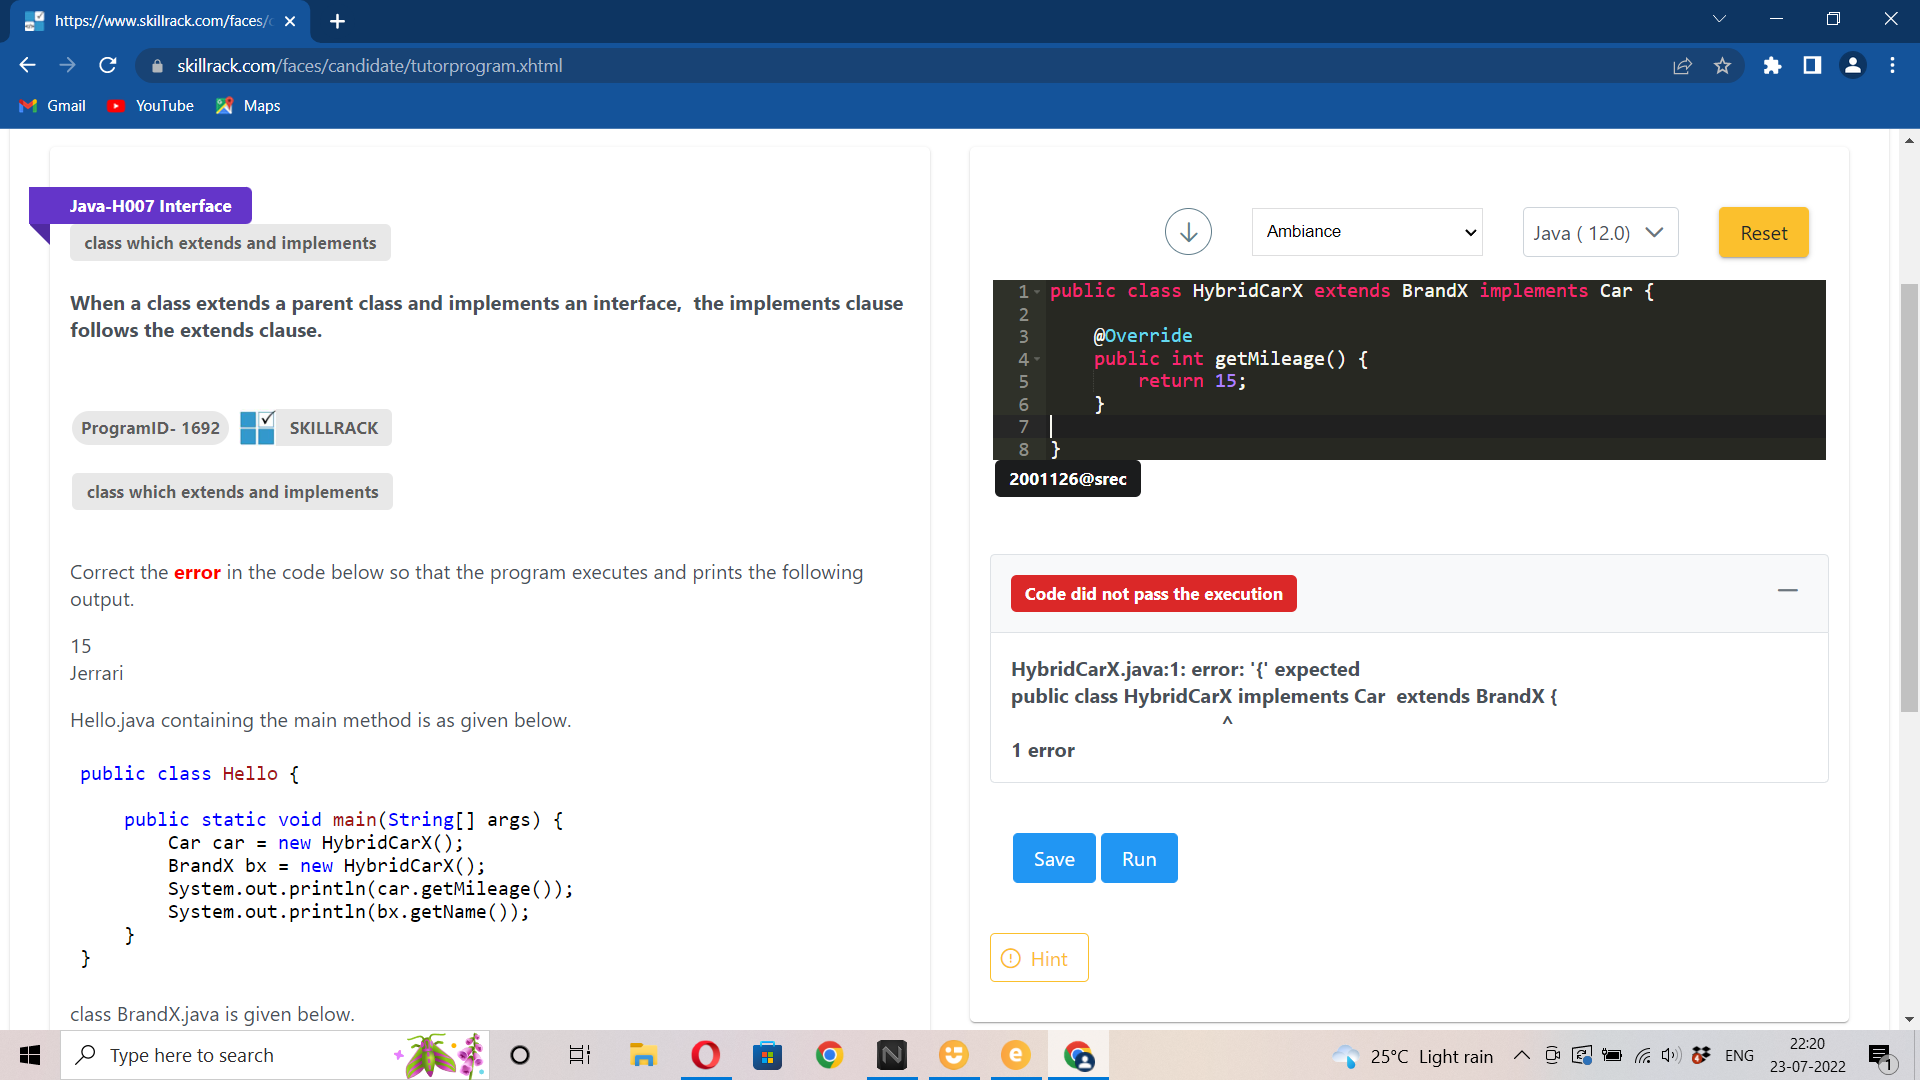 https://www.skillrack.com/faces/c
skillrack.com/faces/candidate/tutorprogram.xhtml
Gmail YouTube Maps
Java-H007 Interface
class which extends and implements
When a class extends a parent class and implements an interface,  the implements clause
follows the extends clause.
ProgramID- 1692 SKILLRACK
class which extends and implements
Correct the error in the code below so that the program executes and prints the following
output.
15
Jerrari
Hello.java containing the main method is as given below.
public class Hello {
    public static void main(String[] args) {
        Car car = new HybridCarX();
        BrandX bx = new HybridCarX();
        System.out.println(car.getMileage());
        System.out.println(bx.getName());
    }
}
class BrandX.java is given below.
Ambiance Java ( 12.0) Reset
1 public class HybridCarX extends BrandX implements Car {
2
3     @Override
4     public int getMileage() {
5         return 15;
6     }
7
8 }
2001126@srec
Code did not pass the execution
HybridCarX.java:1: error: '{' expected
public class HybridCarX implements Car  extends BrandX {
^
1 error
Save Run
Hint
Type here to search
25°C Light rain
ENG
22:20
23-07-2022
1